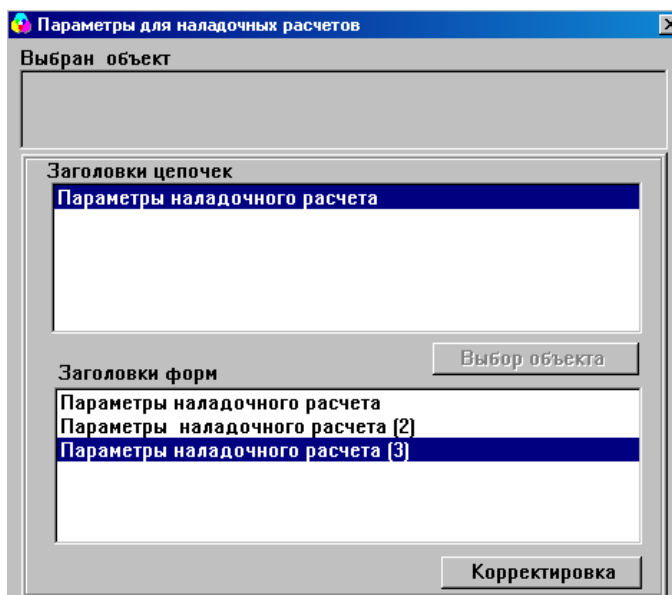 Параметры для наладочных расчетов
Выбран объект
Заголовки цепочек
Параметры наладочного расчета
Выбор объекта
Заголовки форм
Параметры наладочного расчета
Параметры наладочного расчета (2)
Параметры наладочного расчета (3)
Корректировка